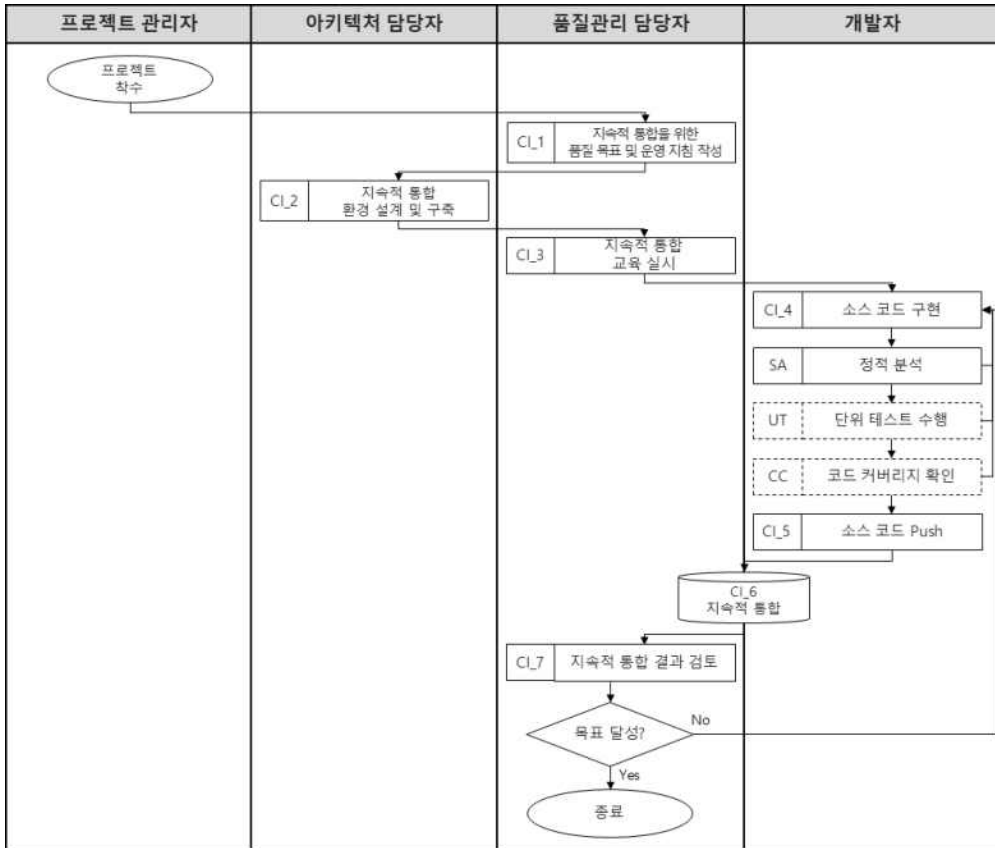 프로젝트 관리자
아키텍처 담당자
품질관리 담당자
개발자
프로젝트
착수
CI_1
지속적 통합을 위한
품질 목표 및 운영 지침 작성
CI_2
지속적 통합
환경 설계 및 구축
CI_3
지속적 통합
교육 실시
CI_4
소스 코드 구현
SA
정적 분석
UT
단위 테스트 수행
CC
코드 커버리지 확인
CI_5
소스 코드 Push
CI_6
지속적 통합
CI_7
지속적 통합 결과 검토
목표 달성?
No
Yes
종료